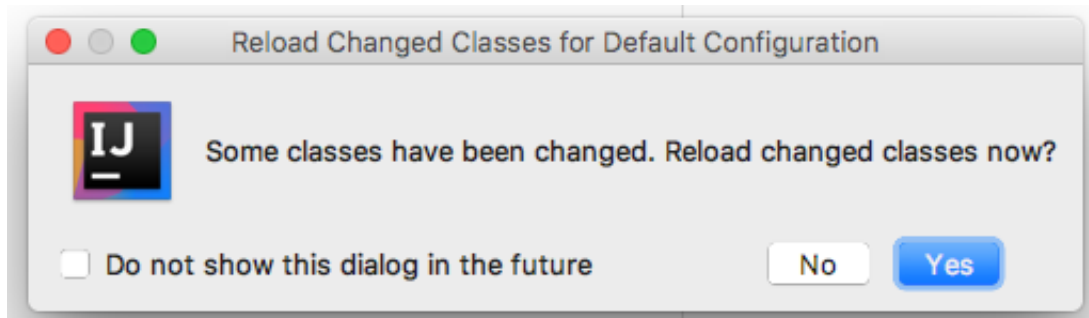 Reload Changed Classes for Default Configuration
IJ
Some classes have been changed. Reload changed classes now?
Do not show this dialog in the future
No
Yes